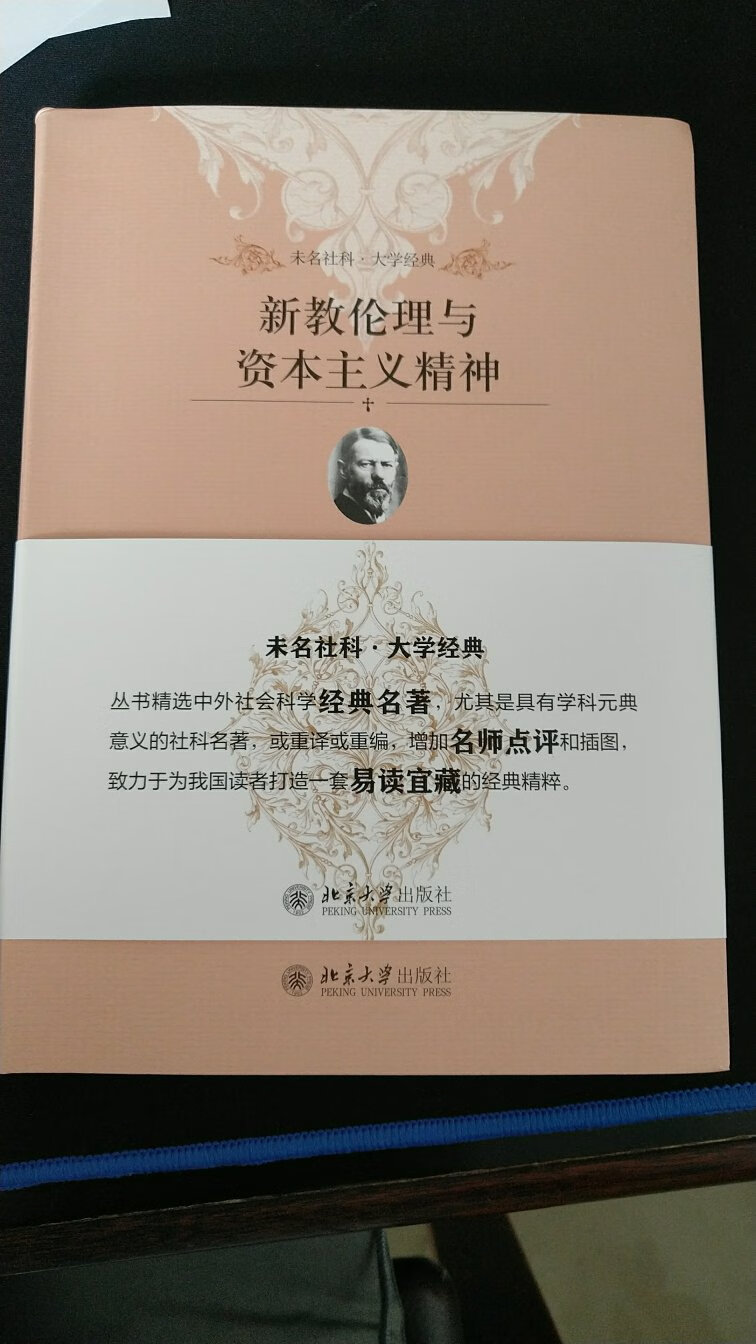 未名社科·大学经典
新教伦理与
资本主义精神
未名社科·大学经典
丛书精选中外社会科学经典名著，尤其是具有学科元典
意义的社科名著，或重译或重编，增加名师点评和插图，
致力于为我国读者打造一套易读宜藏的经典精粹。
北京大学出版社
PEKING UNIVERSITY PRESS
北京大学出版社
PEKING UNIVERSITY PRESS